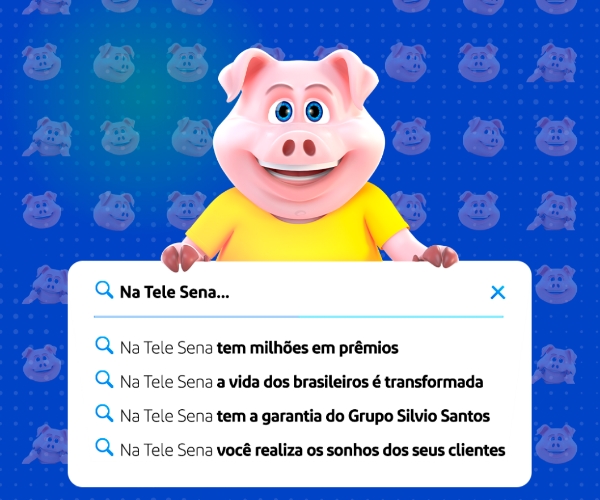 Na Tele Sena...
Na Tele Sena tem milhões em prêmios
Na Tele Sena a vida dos brasileiros é transformada
Na Tele Sena tem a garantia do Grupo Silvio Santos
Na Tele Sena você realiza os sonhos dos seus clientes